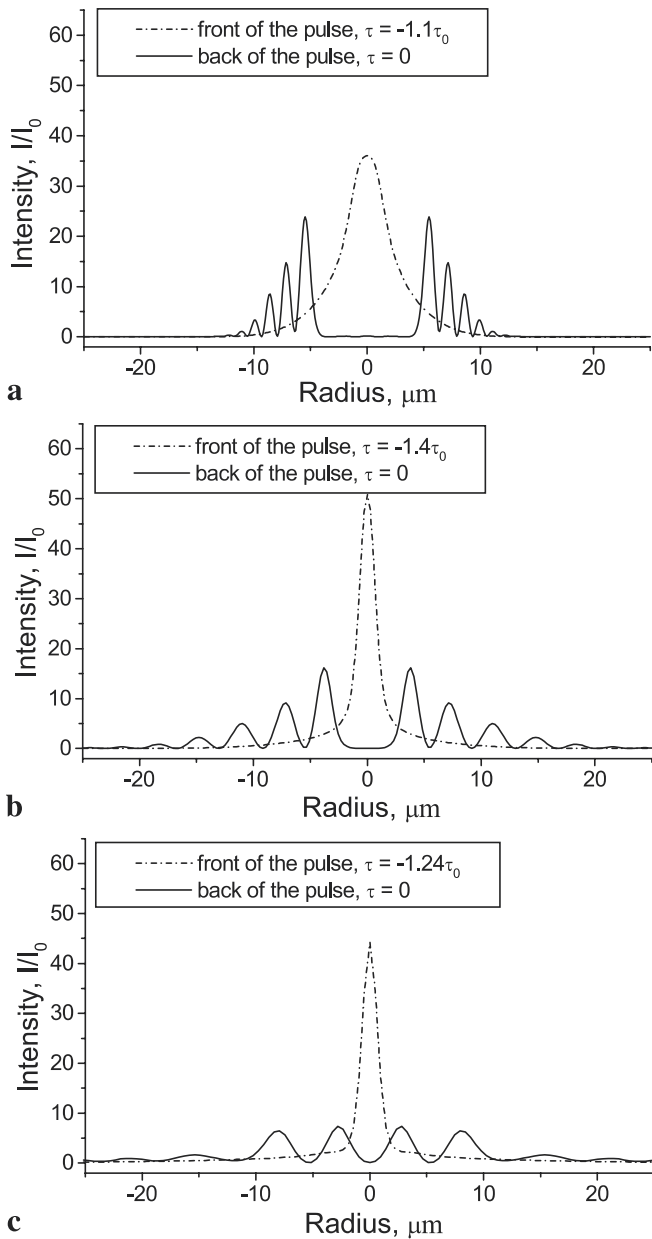 60
50
40
30
20
10
0
Intensity, I/I₀
front of the pulse, τ = -1.1τ₀
back of the pulse, τ = 0
-20 -10 0 10 20
Radius, μm
a
60
50
40
30
20
10
0
Intensity, I/I₀
front of the pulse, τ = -1.4τ₀
back of the pulse, τ = 0
-20 -10 0 10 20
Radius, μm
b
60
50
40
30
20
10
0
Intensity, I/I₀
front of the pulse, τ = -1.24τ₀
back of the pulse, τ = 0
-20 -10 0 10 20
Radius, μm
c